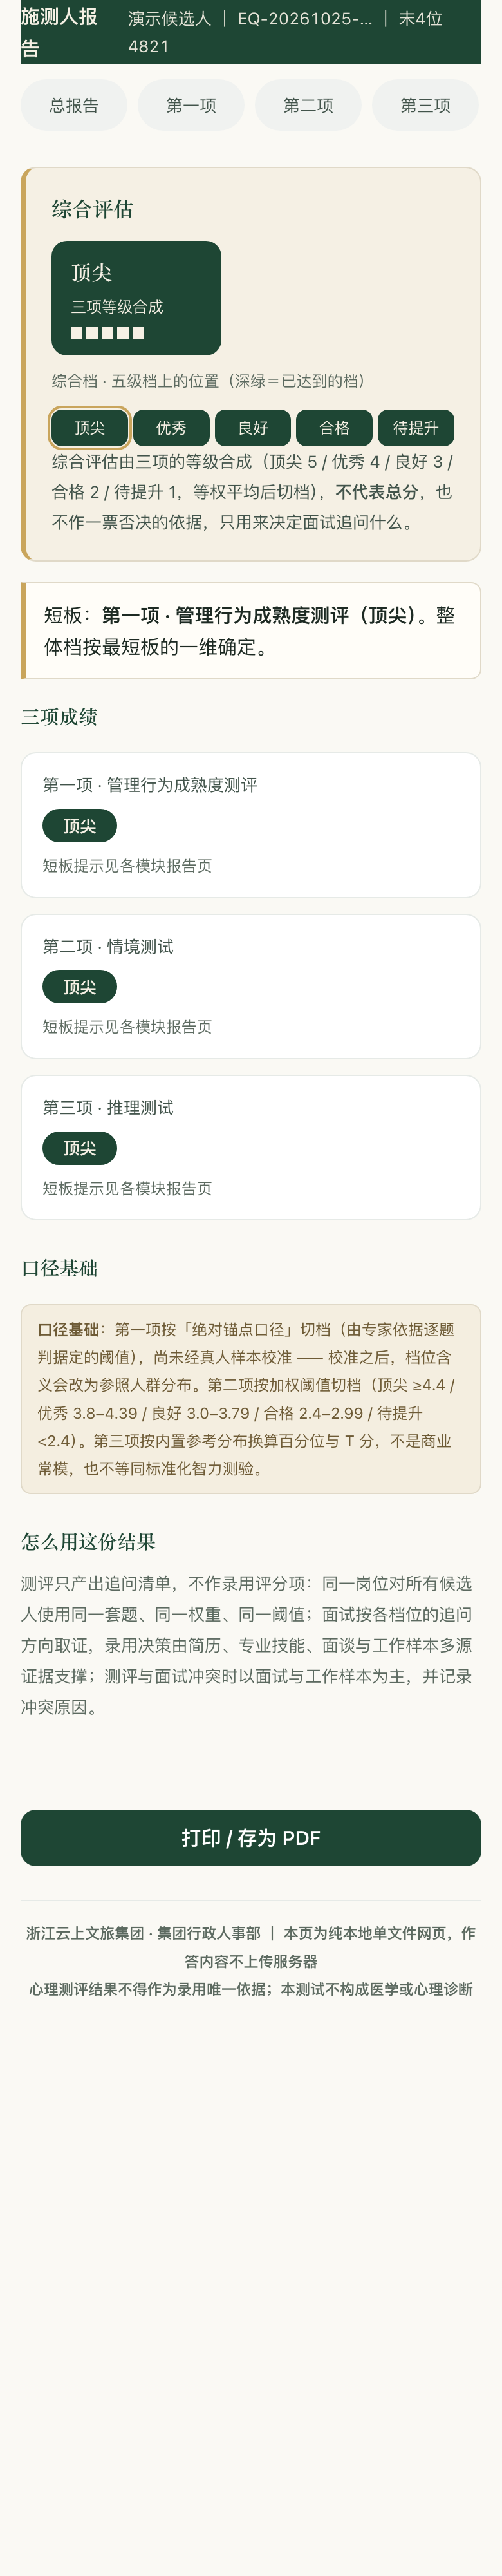 施测人报告
演示候选人 | EQ-20261025-... | 末4位 4821
总报告
第一项
第二项
第三项
综合评估
顶尖
三项等级合成
综合档 · 五级档上的位置（深绿＝已达到的档）
顶尖
优秀
良好
合格
待提升
综合评估由三项的等级合成（顶尖 5 / 优秀 4 / 良好 3 /
合格 2 / 待提升 1，等权平均后切档），不代表总分，也
不作一票否决的依据，只用来决定面试追问什么。
短板：第一项 · 管理行为成熟度测评（顶尖）。整
体档按最短板的一维确定。
三项成绩
第一项 · 管理行为成熟度测评
顶尖
短板提示见各模块报告页
第二项 · 情境测试
顶尖
短板提示见各模块报告页
第三项 · 推理测试
顶尖
短板提示见各模块报告页
口径基础
口径基础：第一项按「绝对锚点口径」切档（由专家依据逐题
判据定的阈值），尚未经真人样本校准 —— 校准之后，档位含
义会改为参照人群分布。第二项按加权阈值切档（顶尖 ≥4.4 /
优秀 3.8–4.39 / 良好 3.0–3.79 / 合格 2.4–2.99 / 待提升
<2.4）。第三项按内置参考分布换算百分位与 T 分，不是商业
常模，也不等同标准化智力测验。
怎么用这份结果
测评只产出追问清单，不作录用评分项：同一岗位对所有候选
人使用同一套题、同一权重、同一阈值；面试按各档位的追问
方向取证，录用决策由简历、专业技能、面谈与工作样本多源
证据支撑；测评与面试冲突时以面试与工作样本为主，并记录
冲突原因。
打印 / 存为 PDF
浙江云上文旅集团 · 集团行政人事部 | 本页为纯本地单文件网页，作
答内容不上传服务器
心理测评结果不得作为录用唯一依据；本测试不构成医学或心理诊断